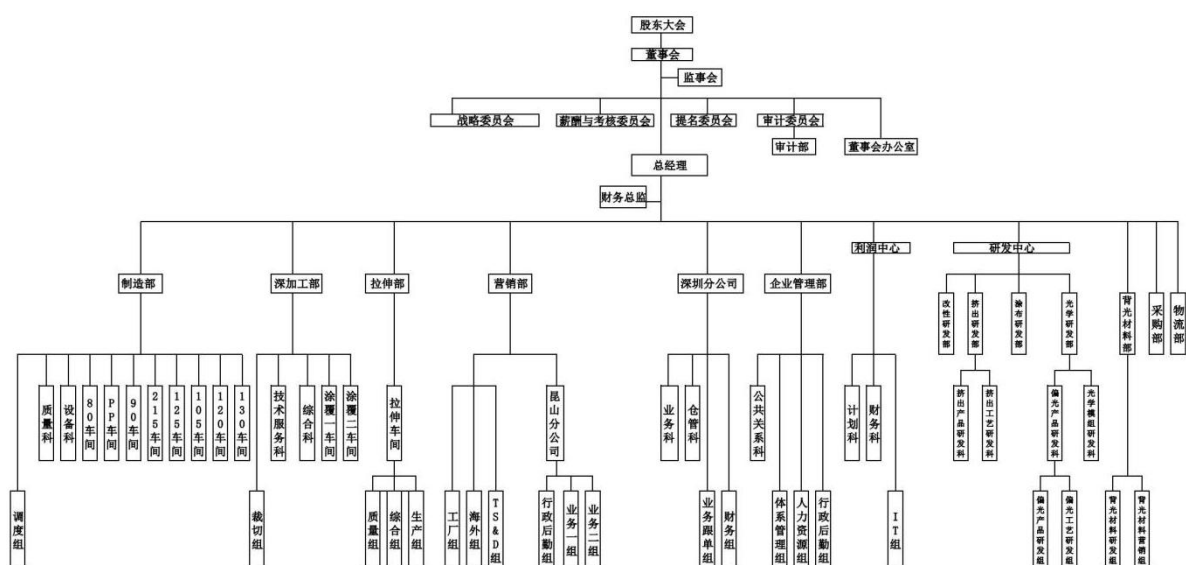 股东大会
董事会
监事会
战略委员会
薪酬与考核委员会
提名委员会
审计委员会
审计部
董事会办公室
总经理
财务总监
制造部
深加工部
拉伸部
营销部
深圳分公司
企业管理部
利润中心
研发中心
背光材料部
采购部
物流部
改性研发部
挤出研发部
涂布研发部
光学研发部
质量科
设备科
80车间
PP车间
90车间
215车间
125车间
105车间
120车间
130车间
技术服务科
综合科
涂覆一车间
涂覆二车间
拉伸车间
昆山分公司
业务科
仓管科
公共关系科
计划科
财务科
挤出产品研发科
挤出工艺研发科
偏光产品研发科
光学模组研发科
调度组
裁切组
质量组
综合组
生产组
工厂组
海外组
TS&D组
行政后勤组
业务一组
业务二组
业务跟单组
财务组
体系管理组
人力资源组
行政后勤组
IT组
偏光产品研发组
偏光工艺研发组
背光材料研发组
背光材料营销组